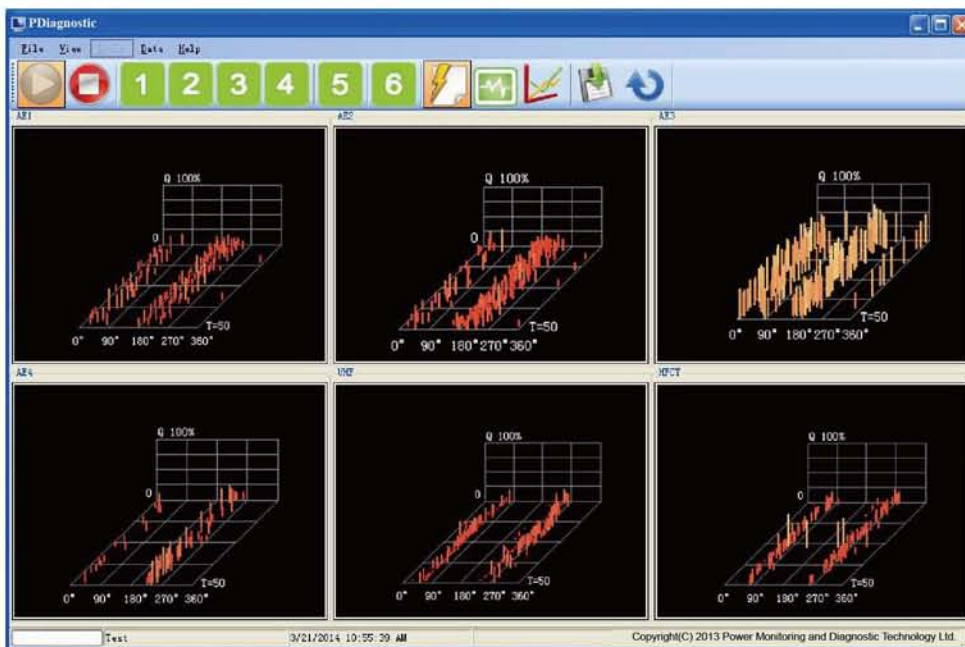 PDiagnostic
File View Data Help
1 2 3 4 5 6
AE1 AE2 AE3
Q 100% Q 100% Q 100%
0 0
T=50 T=50 T=50
0° 90° 180° 270° 360° 0° 90° 180° 270° 360° 0° 90° 180° 270° 360°
AE4 UHF HFCT
Q 100% Q 100% Q 100%
0 0 0
T=50 T=50 T=50
0° 90° 180° 270° 360° 0° 90° 180° 270° 360° 0° 90° 180° 270° 360°
Test 3/21/2014 10:55:39 AM Copyright(C) 2013 Power Monitoring and Diagnostic Technology Ltd.